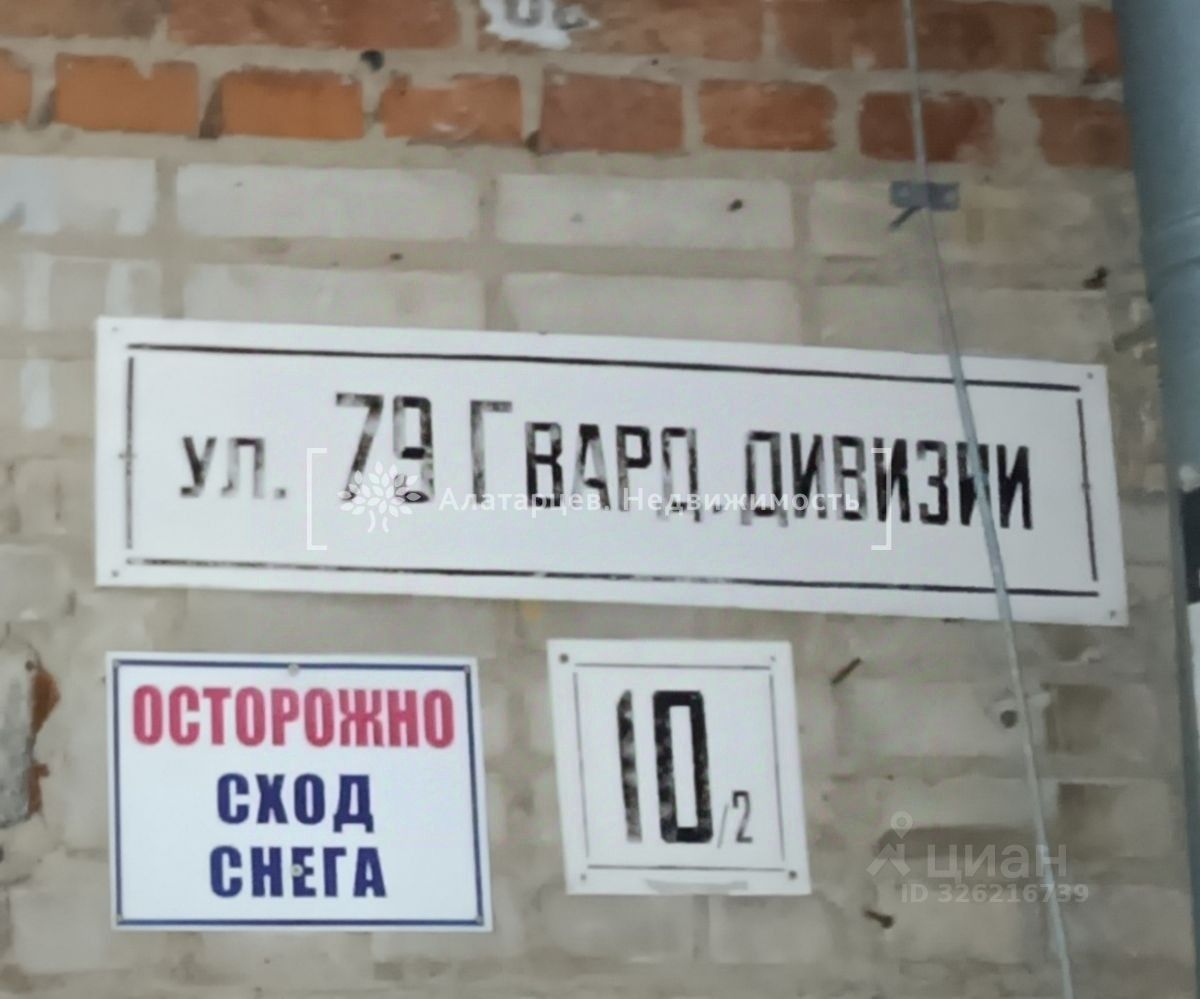 ул. 79 Гвард. дивизии
Алатарцев. Недвижимость
ОСТОРОЖНО
СХОД
СНЕГА
10/2
циан
ID 326216739